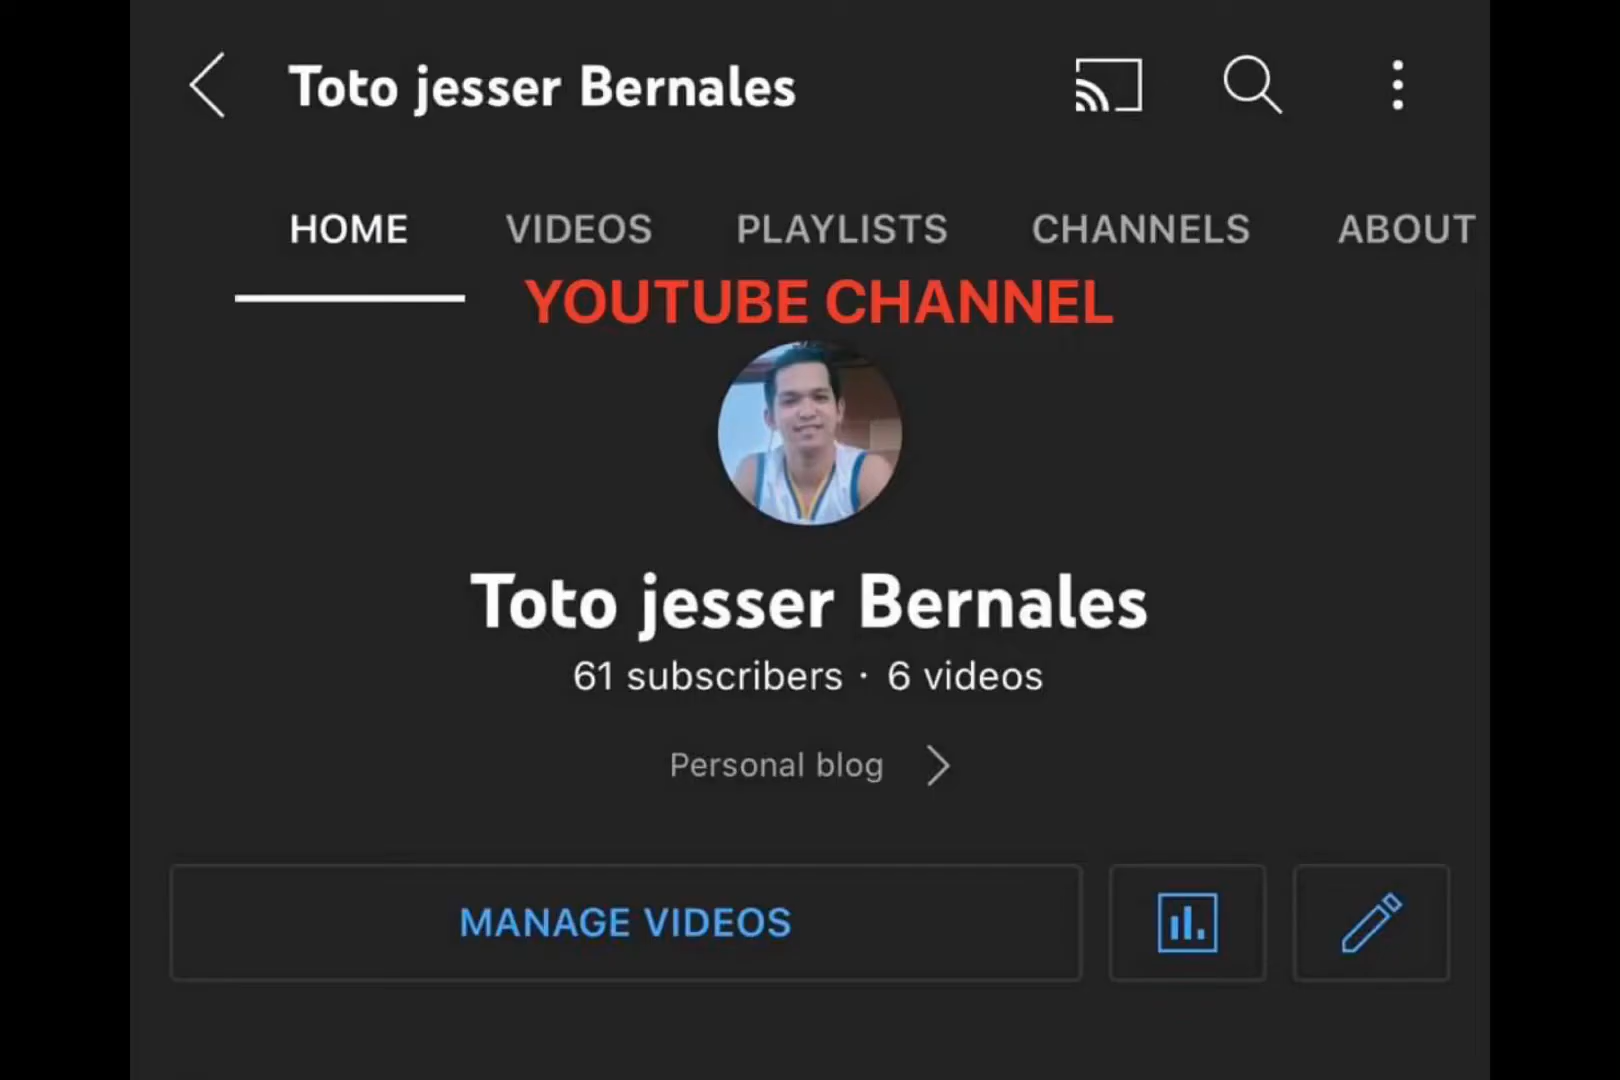 Toto jesser Bernales
HOME VIDEOS PLAYLISTS CHANNELS ABOUT
YOUTUBE CHANNEL
Toto jesser Bernales
61 subscribers · 6 videos
Personal blog
MANAGE VIDEOS